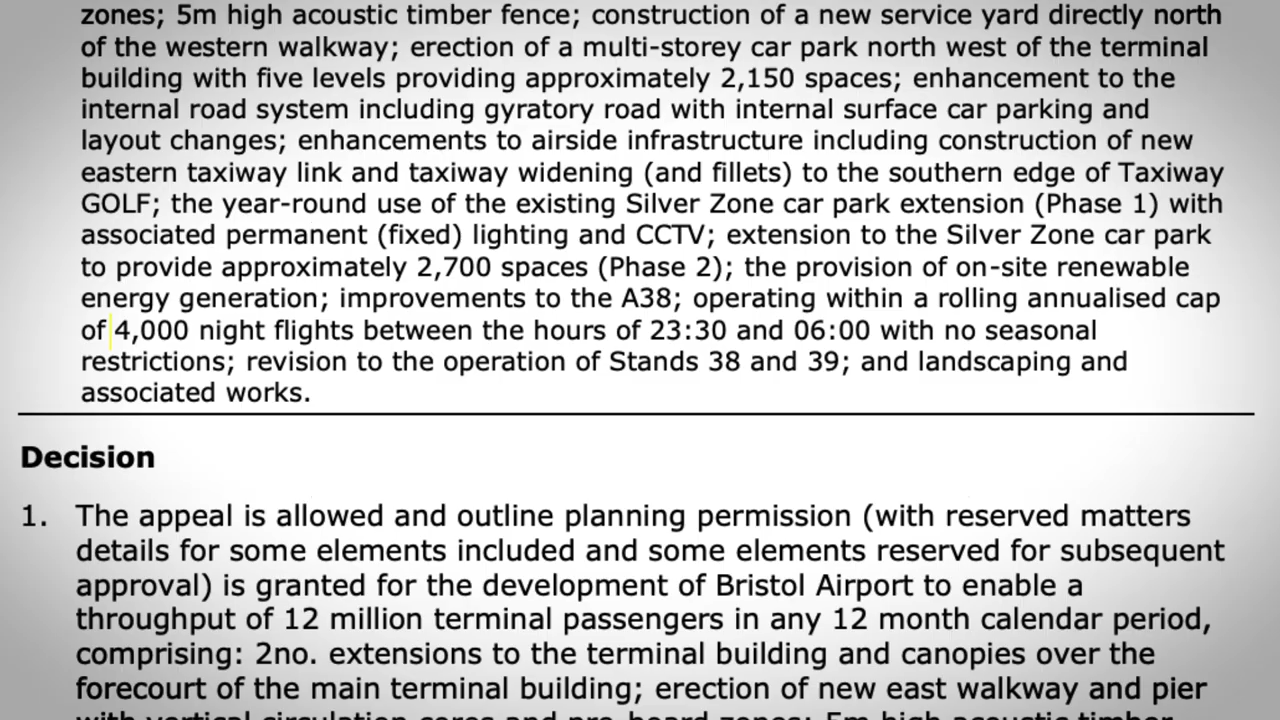 zones; 5m high acoustic timber fence; construction of a new service yard directly north
of the western walkway; erection of a multi-storey car park north west of the terminal
building with five levels providing approximately 2,150 spaces; enhancement to the
internal road system including gyratory road with internal surface car parking and
layout changes; enhancements to airside infrastructure including construction of new
eastern taxiway link and taxiway widening (and fillets) to the southern edge of Taxiway
GOLF; the year-round use of the existing Silver Zone car park extension (Phase 1) with
associated permanent (fixed) lighting and CCTV; extension to the Silver Zone car park
to provide approximately 2,700 spaces (Phase 2); the provision of on-site renewable
energy generation; improvements to the A38; operating within a rolling annualised cap
of 4,000 night flights between the hours of 23:30 and 06:00 with no seasonal
restrictions; revision to the operation of Stands 38 and 39; and landscaping and
associated works.
Decision
1. The appeal is allowed and outline planning permission (with reserved matters
details for some elements included and some elements reserved for subsequent
approval) is granted for the development of Bristol Airport to enable a
throughput of 12 million terminal passengers in any 12 month calendar period,
comprising: 2no. extensions to the terminal building and canopies over the
forecourt of the main terminal building; erection of new east walkway and pier
with vertical circulation cores and pre-board zones; 5m high acoustic timber